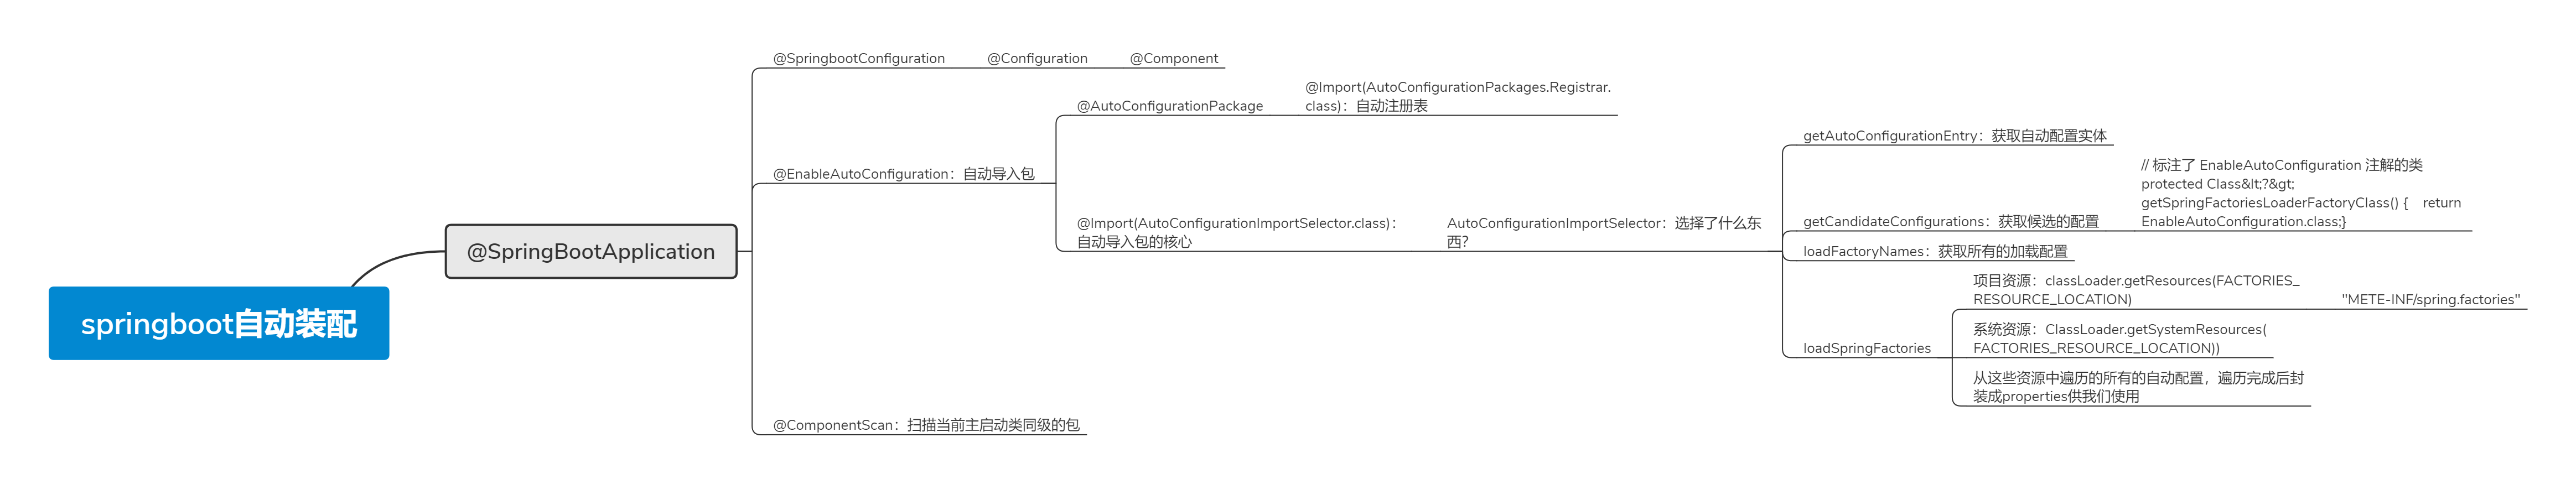 springboot自动装配
@SpringBootApplication
@SpringbootConfiguration
@Configuration
@Component
@EnableAutoConfiguration：自动导入包
@AutoConfigurationPackage
@Import(AutoConfigurationPackages.Registrar.
class)：自动注册表
@Import(AutoConfigurationImportSelector.class)：
自动导入包的核心
AutoConfigurationImportSelector：选择了什么东
西？
getAutoConfigurationEntry：获取自动配置实体
getCandidateConfigurations：获取候选的配置
// 标注了 EnableAutoConfiguration 注解的类
protected Class&lt;?&gt;
getSpringFactoriesLoaderFactoryClass() {    return
EnableAutoConfiguration.class;}
loadFactoryNames：获取所有的加载配置
loadSpringFactories
项目资源：classLoader.getResources(FACTORIES_
RESOURCE_LOCATION)
"METE-INF/spring.factories"
系统资源：ClassLoader.getSystemResources(
FACTORIES_RESOURCE_LOCATION))
从这些资源中遍历的所有的自动配置，遍历完成后封
装成properties供我们使用
@ComponentScan：扫描当前主启动类同级的包